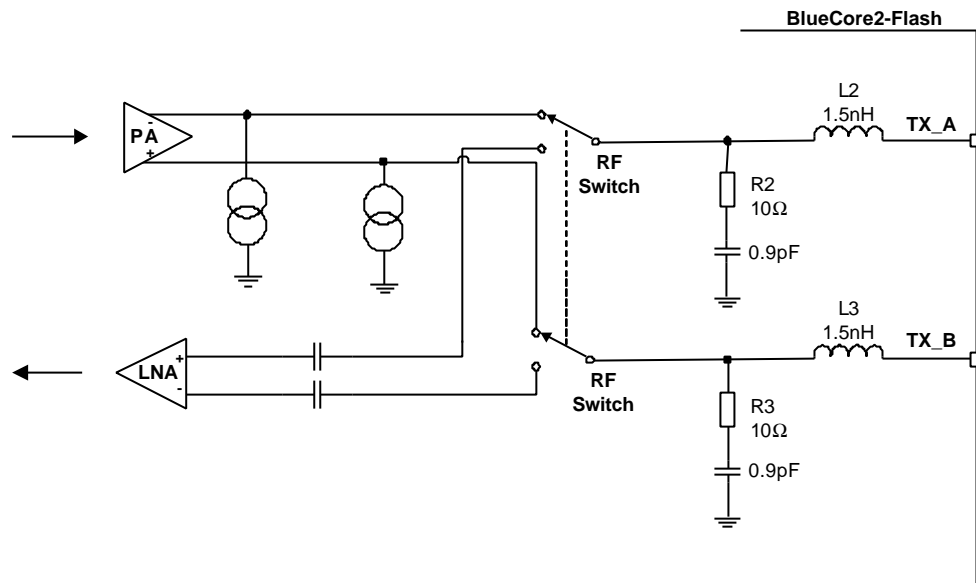 BlueCore2-Flash
L2
1.5nH
TX_A
-
PA
+
RF
Switch
R2
10Ω
0.9pF
L3
1.5nH
TX_B
+
LNA
-
RF
Switch
R3
10Ω
0.9pF